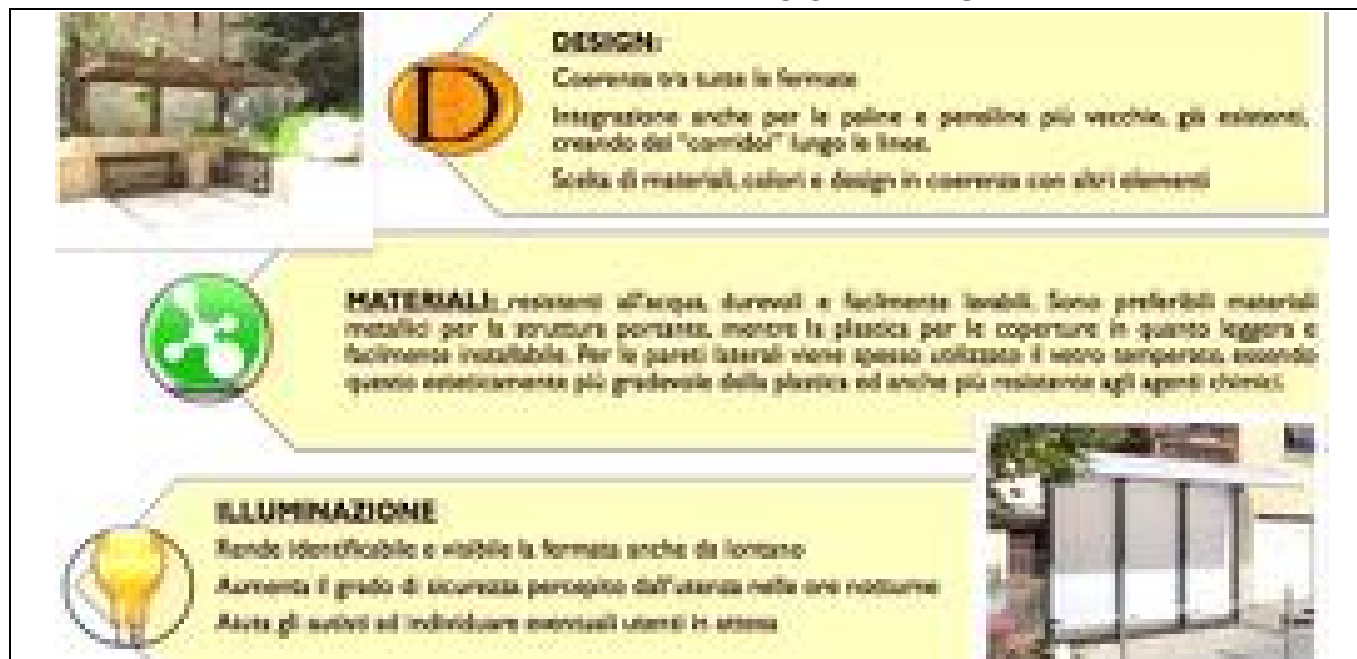 D
DESIGN:
Coerenza tra tutte le fermate
Integrazione anche per le paline e pensiline più vecchie, già esistenti,
creando dei "corridoi" lungo le linee.
Scelta di materiali, colori e design in coerenza con altri elementi
MATERIALI: resistenti all'acqua, durevoli e facilmente lavabili. Sono preferibili materiali
metallici per la struttura portante, mentre la plastica per le coperture in quanto leggera e
facilmente installabile. Per le pareti laterali viene spesso utilizzato il vetro temperato, essendo
questo esteticamente più gradevole della plastica ed anche più resistente agli agenti chimici.
ILLUMINAZIONE
Rende identificabile e visibile la fermata anche da lontano
Aumenta il grado di sicurezza percepito dall'utenza nelle ore notturne
Aiuta gli autisti ad individuare eventuali utenti in attesa